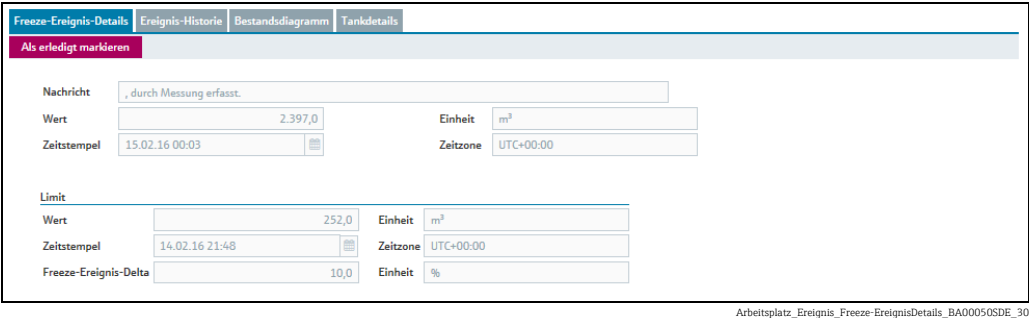 Freeze-Ereignis-Details Ereignis-Historie Bestandsdiagramm Tankdetails
Als erledigt markieren
Nachricht , durch Messung erfasst.
Wert 2.397,0 Einheit m³
Zeitstempel 15.02.16 00:03 Zeitzone UTC+00:00
Limit
Wert 252,0 Einheit m³
Zeitstempel 14.02.16 21:48 Zeitzone UTC+00:00
Freeze-Ereignis-Delta 10,0 Einheit %
Arbeitsplatz_Ereignis_Freeze-EreignisDetails_BA00050SDE_30